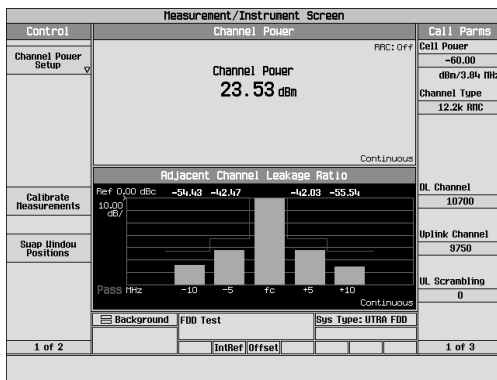 Measurement/Instrument Screen
Control
Channel Power
Call Parms
Channel Power
Setup
RRC: Off
Channel Power
23.53 dBm
Continuous
Cell Power
-60.00
dBm/3.84 MHz
Channel Type
12.2k RMC
Adjacent Channel Leakage Ratio
Ref 0.00 dBc
-54.43 -42.47 -42.03 -55.54
10.00
dB/
Pass MHz -10 -5 fc +5 +10
Continuous
Calibrate
Measurements
Swap Window
Positions
DL Channel
10700
Uplink Channel
9750
UL Scrambling
0
Background
FDD Test
Sys Type: UTRA FDD
1 of 2
IntRef Offset
1 of 3